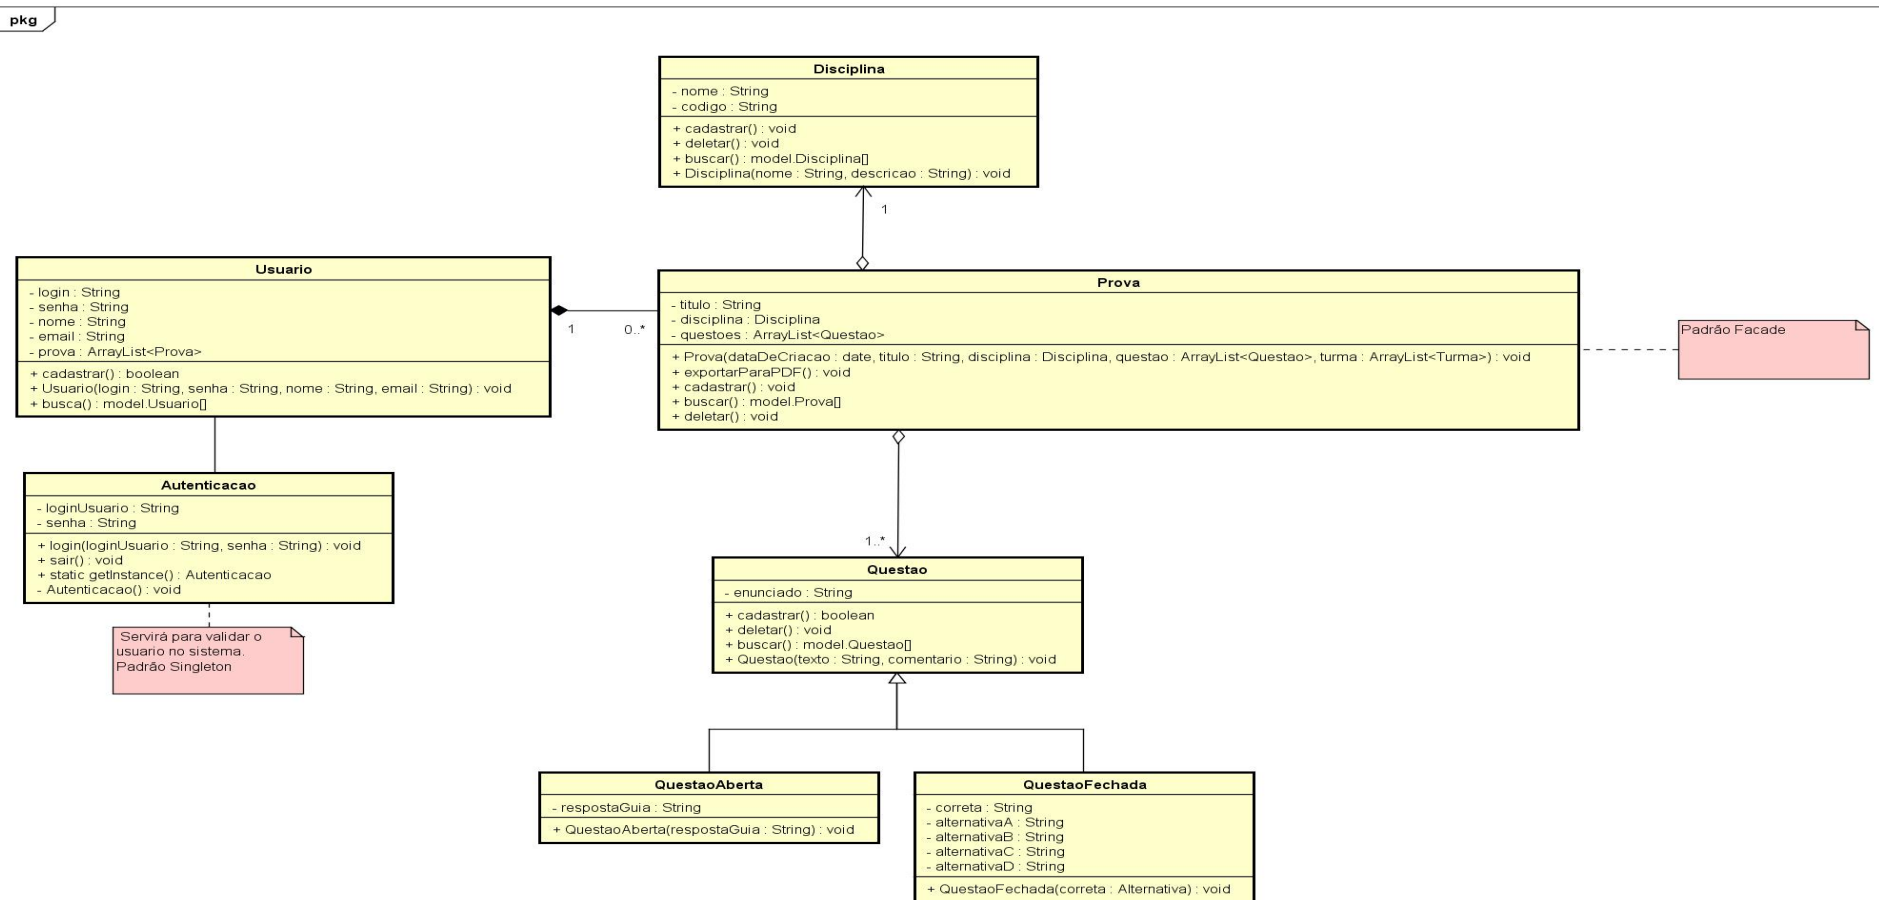 pkg
Disciplina
- nome : String
- codigo : String
+ cadastrar() : void
+ deletar() : void
+ buscar() : model.Disciplina[]
+ Disciplina(nome : String, descricao : String) : void
1
Usuario
- login : String
- senha : String
- nome : String
- email : String
- prova : ArrayList<Prova>
+ cadastrar() : boolean
+ Usuario(login : String, senha : String, nome : String, email : String) : void
+ busca() : model.Usuario[]
1
0..*
Prova
- titulo : String
- disciplina : Disciplina
- questoes : ArrayList<Questao>
+ Prova(dataDeCriacao : date, titulo : String, disciplina : Disciplina, questao : ArrayList<Questao>, turma : ArrayList<Turma>) : void
+ exportarParaPDF() : void
+ cadastrar() : void
+ buscar() : model.Prova[]
+ deletar() : void
Padrão Facade
Autenticacao
- loginUsuario : String
- senha : String
+ login(loginUsuario : String, senha : String) : void
+ sair() : void
+ static getInstance() : Autenticacao
- Autenticacao() : void
Servirá para validar o
usuario no sistema.
Padrão Singleton
1..*
Questao
- enunciado : String
+ cadastrar() : boolean
+ deletar() : void
+ buscar() : model.Questao[]
+ Questao(texto : String, comentario : String) : void
QuestaoAberta
- respostaGuia : String
+ QuestaoAberta(respostaGuia : String) : void
QuestaoFechada
- correta : String
- alternativaA : String
- alternativaB : String
- alternativaC : String
- alternativaD : String
+ QuestaoFechada(correta : Alternativa) : void